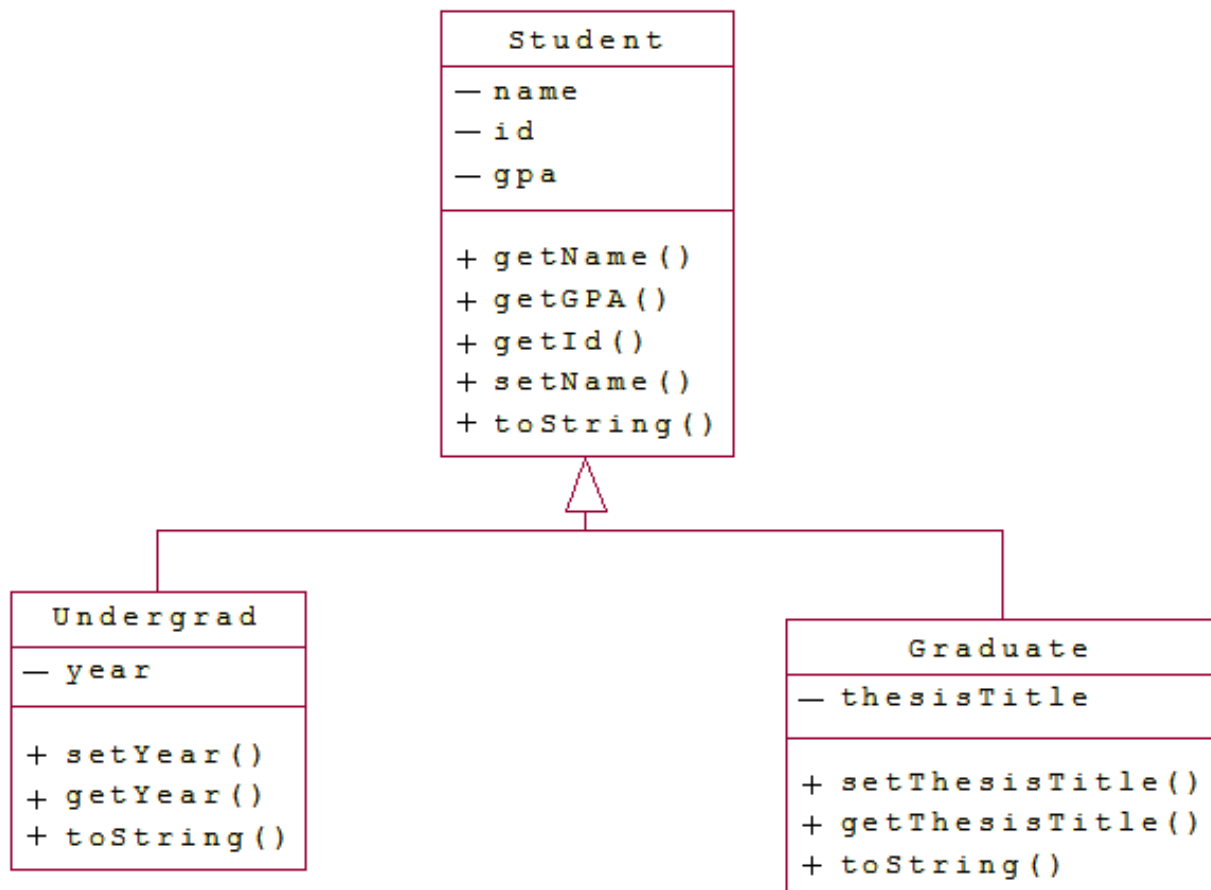 Student
— name
— id
— gpa
+ getName()
+ getGPA()
+ getId()
+ setName()
+ toString()
Undergrad
— year
+ setYear()
+ getYear()
+ toString()
Graduate
— thesisTitle
+ setThesisTitle()
+ getThesisTitle()
+ toString()